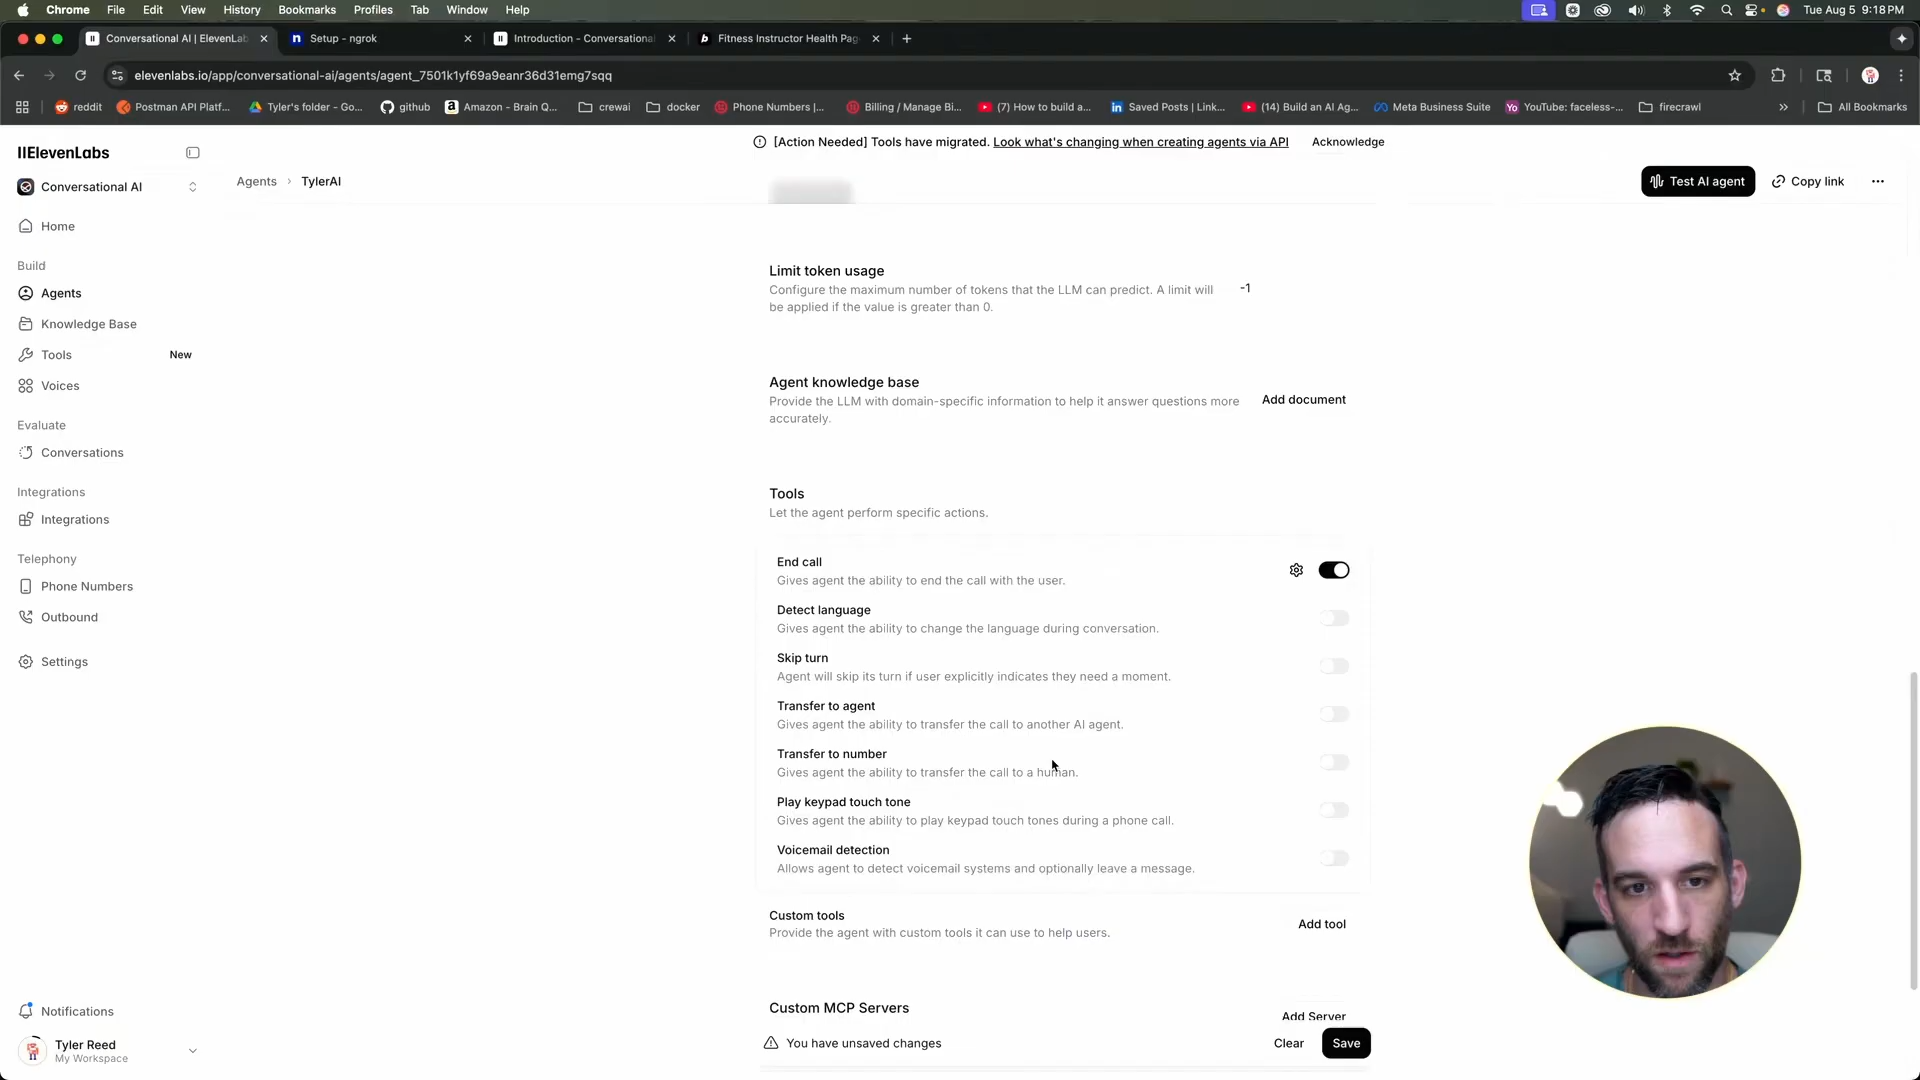 Chrome File Edit View History Bookmarks Profiles Tab Window Help
Tue Aug 5 9:18 PM
Conversational AI | ElevenLab
Setup - ngrok
Introduction - Conversational
Fitness Instructor Health Pag
elevenlabs.io/app/conversational-ai/agents/agent_7501k1yf69a9eanr36d31emg7sqq
reddit
Postman API Platf...
Tyler's folder - Go...
github
Amazon - Brain Q...
crewai
docker
Phone Numbers |...
Billing / Manage Bi...
(7) How to build a...
Saved Posts | Link...
(14) Build an AI Ag...
Meta Business Suite
YouTube: faceless-...
firecrawl
All Bookmarks
[Action Needed] Tools have migrated. Look what's changing when creating agents via API
Acknowledge
IIElevenLabs
Conversational AI
Home
Build
Agents
Knowledge Base
Tools
New
Voices
Evaluate
Conversations
Integrations
Integrations
Telephony
Phone Numbers
Outbound
Settings
Notifications
Tyler Reed
My Workspace
Agents › TylerAI
Test AI agent
Copy link
Limit token usage
Configure the maximum number of tokens that the LLM can predict. A limit will
be applied if the value is greater than 0.
-1
Agent knowledge base
Provide the LLM with domain-specific information to help it answer questions more
accurately.
Add document
Tools
Let the agent perform specific actions.
End call
Gives agent the ability to end the call with the user.
Detect language
Gives agent the ability to change the language during conversation.
Skip turn
Agent will skip its turn if user explicitly indicates they need a moment.
Transfer to agent
Gives agent the ability to transfer the call to another AI agent.
Transfer to number
Gives agent the ability to transfer the call to a human.
Play keypad touch tone
Gives agent the ability to play keypad touch tones during a phone call.
Voicemail detection
Allows agent to detect voicemail systems and optionally leave a message.
Custom tools
Provide the agent with custom tools it can use to help users.
Add tool
Custom MCP Servers
Add Server
You have unsaved changes
Clear
Save